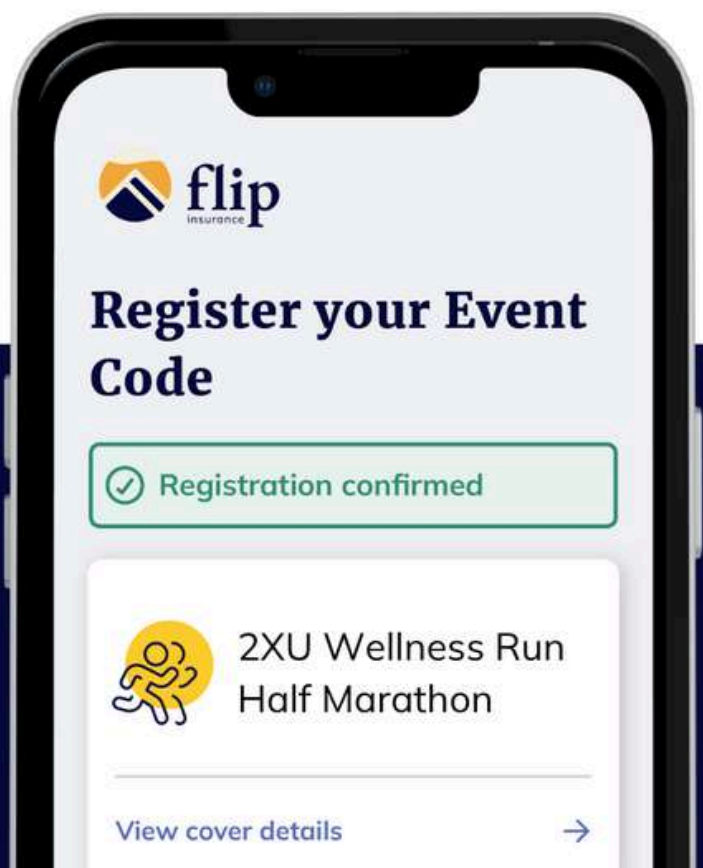 flip
insurance
Register your Event
Code
Registration confirmed
2XU Wellness Run
Half Marathon
View cover details